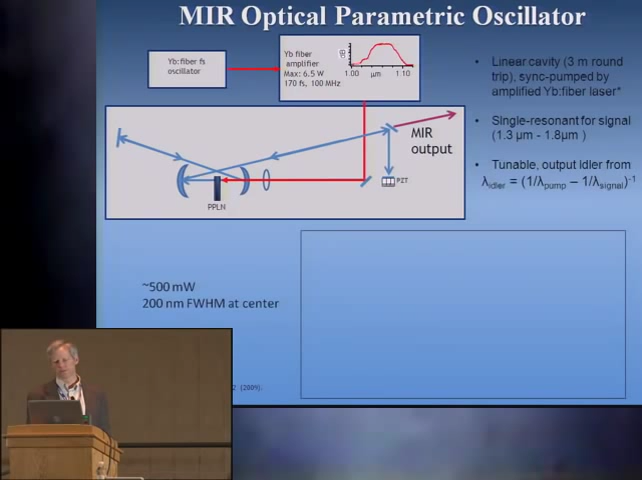 MIR Optical Parametric Oscillator
Yb:fiber fs
oscillator
Yb fiber
amplifier
Max: 6.5 W
170 fs, 100 MHz
dB
1.00 μm 1.10
MIR
output
PZT
PPLN
• Linear cavity (3 m round
trip), sync-pumped by
amplified Yb:fiber laser*
• Single-resonant for signal
(1.3 μm - 1.8μm )
• Tunable, output Idler from
λidler = (1/λpump – 1/λsignal)-1
~500 mW
200 nm FWHM at center
2 (2009).